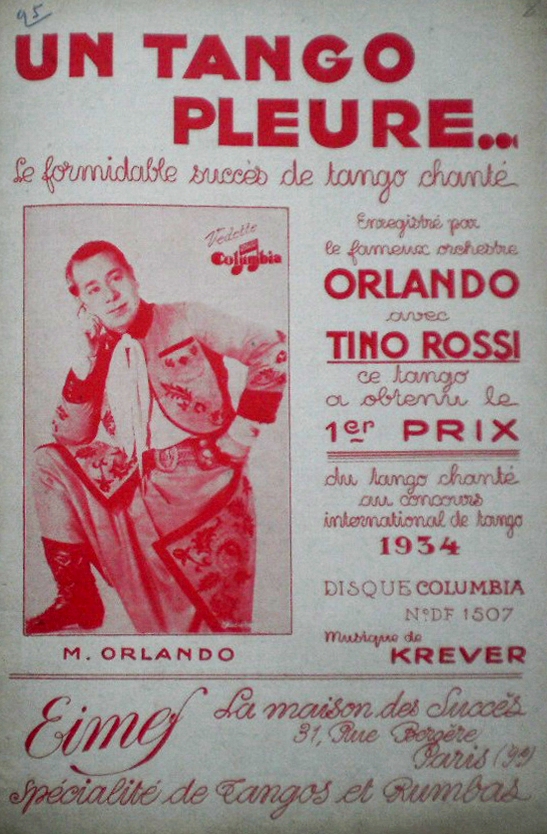 95
UN TANGO
PLEURE...
Le formidable succès de tango chanté
Vedette
Columbia
Enregistré par
le fameux orchestre
ORLANDO
avec
TINO ROSSI
ce tango
a obtenu le
1er PRIX
du tango chanté
au concours
international de tango
1934
DISQUE COLUMBIA
No DF 1507
Musique de
KREVER
M. ORLANDO
Eimef
La maison des Succès
31, Rue Bergère
Paris (9e)
Spécialité de Tangos et Rumbas